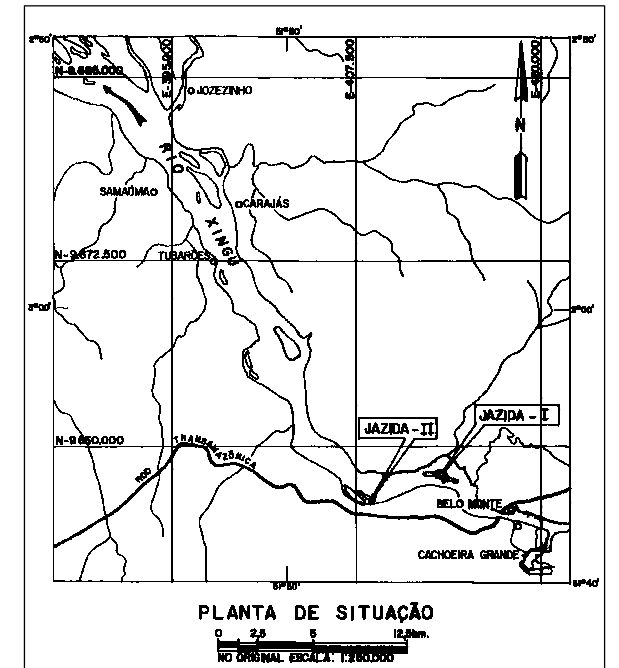 51°50'
2°50'
2°50'
N-9.685.000
E-395.000
E-407.500
E-420.000
JOZEZINHO
N
RIO XINGU
SAMAÚMA
CARAJÁS
N-9.672.500
TUBARÕES
3°00'
3°00'
JAZIDA - I
JAZIDA - II
N-9.650.000
ROD TRANSAMAZÔNICA
BELO MONTE
CACHOEIRA GRANDE
51°50'
51°40'
PLANTA DE SITUAÇÃO
0 2,5 5 12,5km.
NO ORIGINAL ESCALA: 1:250.000